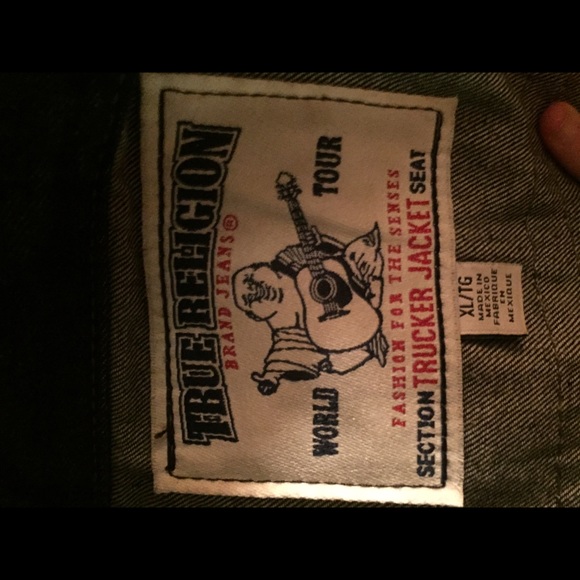 TRUE RELIGION
BRAND JEANS®
WORLD TOUR
FASHION FOR THE SENSES
SECTION TRUCKER JACKET SEAT
XL/TG
MADE IN
MEXICO
FABRIQUE
EN
MEXIQUE